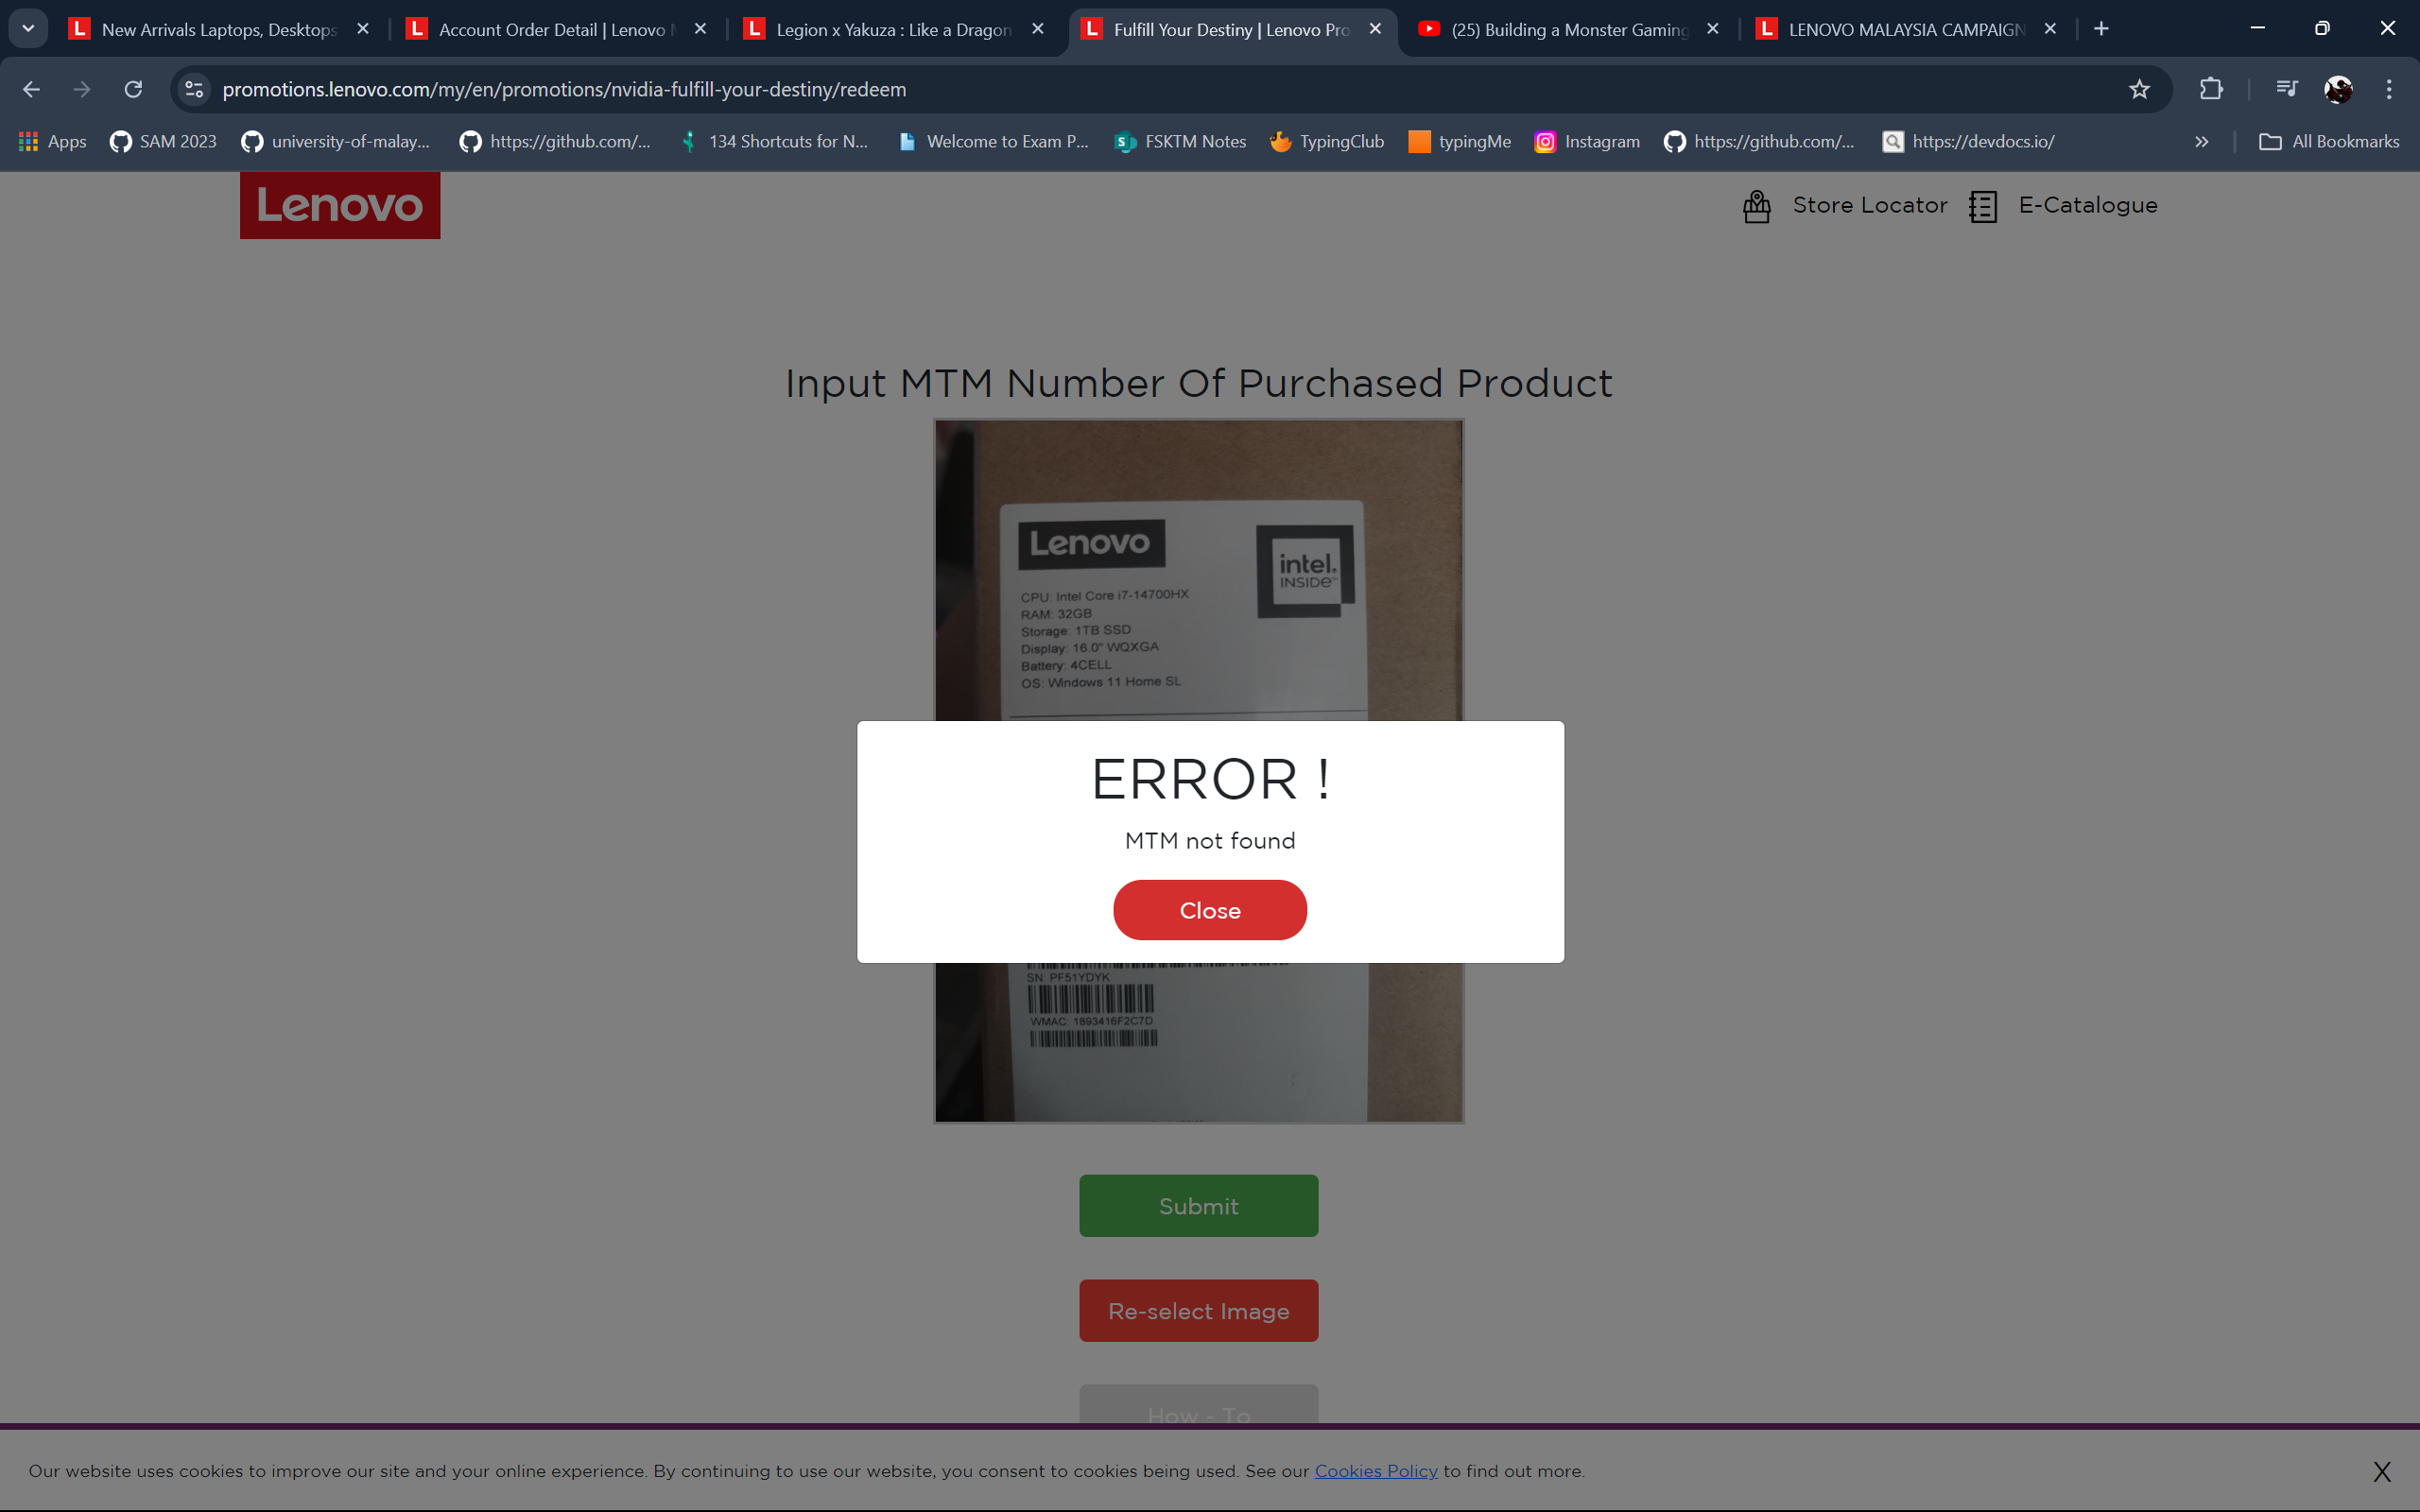 New Arrivals Laptops, Desktops
Account Order Detail | Lenovo
Legion x Yakuza : Like a Dragon
Fulfill Your Destiny | Lenovo Pro
(25) Building a Monster Gaming
LENOVO MALAYSIA CAMPAIGN
promotions.lenovo.com/my/en/promotions/nvidia-fulfill-your-destiny/redeem
Apps
SAM 2023
university-of-malay...
https://github.com/...
134 Shortcuts for N...
Welcome to Exam P...
FSKTM Notes
TypingClub
typingMe
Instagram
https://github.com/...
https://devdocs.io/
All Bookmarks
Lenovo
Store Locator
E-Catalogue
Input MTM Number Of Purchased Product
Lenovo
intel.
INSIDE™
CPU: Intel Core i7-14700HX
RAM: 32GB
Storage: 1TB SSD
Display: 16.0" WQXGA
Battery: 4CELL
OS: Windows 11 Home SL
ERROR !
MTM not found
Close
SN: PF51YDYK
WMAC: 1893416F2C7D
Submit
Re-select Image
How - To
Our website uses cookies to improve our site and your online experience. By continuing to use our website, you consent to cookies being used. See our Cookies Policy to find out more.
X